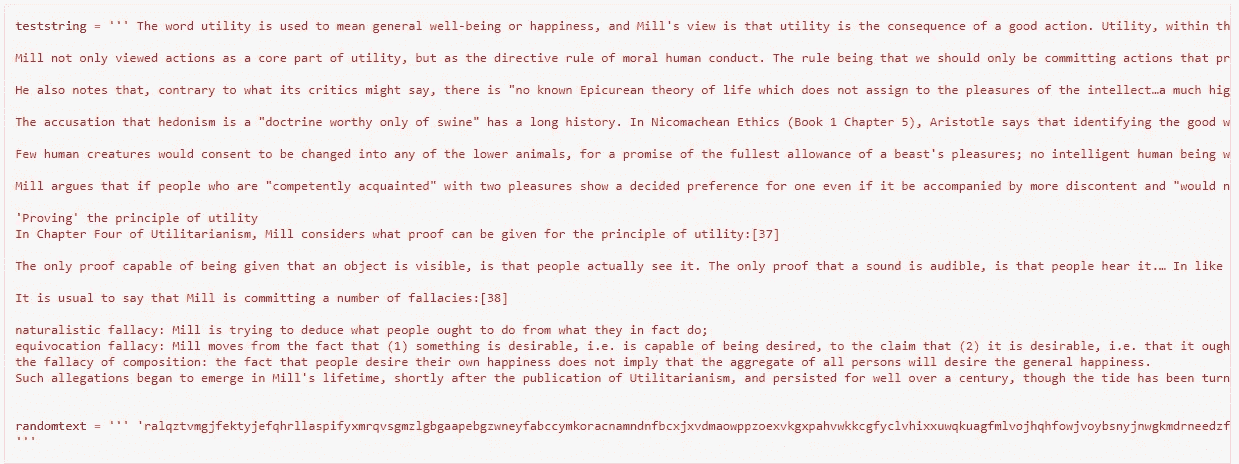 teststring = ''' The word utility is used to mean general well-being or happiness, and Mill's view is that utility is the consequence of a good action. Utility, within th
Mill not only viewed actions as a core part of utility, but as the directive rule of moral human conduct. The rule being that we should only be committing actions that pr
He also notes that, contrary to what its critics might say, there is "no known Epicurean theory of life which does not assign to the pleasures of the intellect…a much hig
The accusation that hedonism is a "doctrine worthy only of swine" has a long history. In Nicomachean Ethics (Book 1 Chapter 5), Aristotle says that identifying the good w
Few human creatures would consent to be changed into any of the lower animals, for a promise of the fullest allowance of a beast's pleasures; no intelligent human being w
Mill argues that if people who are "competently acquainted" with two pleasures show a decided preference for one even if it be accompanied by more discontent and "would n
'Proving' the principle of utility
In Chapter Four of Utilitarianism, Mill considers what proof can be given for the principle of utility:[37]
The only proof capable of being given that an object is visible, is that people actually see it. The only proof that a sound is audible, is that people hear it.… In like
It is usual to say that Mill is committing a number of fallacies:[38]
naturalistic fallacy: Mill is trying to deduce what people ought to do from what they in fact do;
equivocation fallacy: Mill moves from the fact that (1) something is desirable, i.e. is capable of being desired, to the claim that (2) it is desirable, i.e. that it ough
the fallacy of composition: the fact that people desire their own happiness does not imply that the aggregate of all persons will desire the general happiness.
Such allegations began to emerge in Mill's lifetime, shortly after the publication of Utilitarianism, and persisted for well over a century, though the tide has been turn
randomtext = ''' 'ralqztvmgjfektyjefqhrllaspifyxmrqvsgmzlgbgaapebgzwneyfabccymkoracnamndnfbcxjxvdmaowppzoexvkgxpahvwkkcgfyclvhixxuwqkuagfmlvojhqhfowjvoybsnyjnwgkmdrneedzf
'''